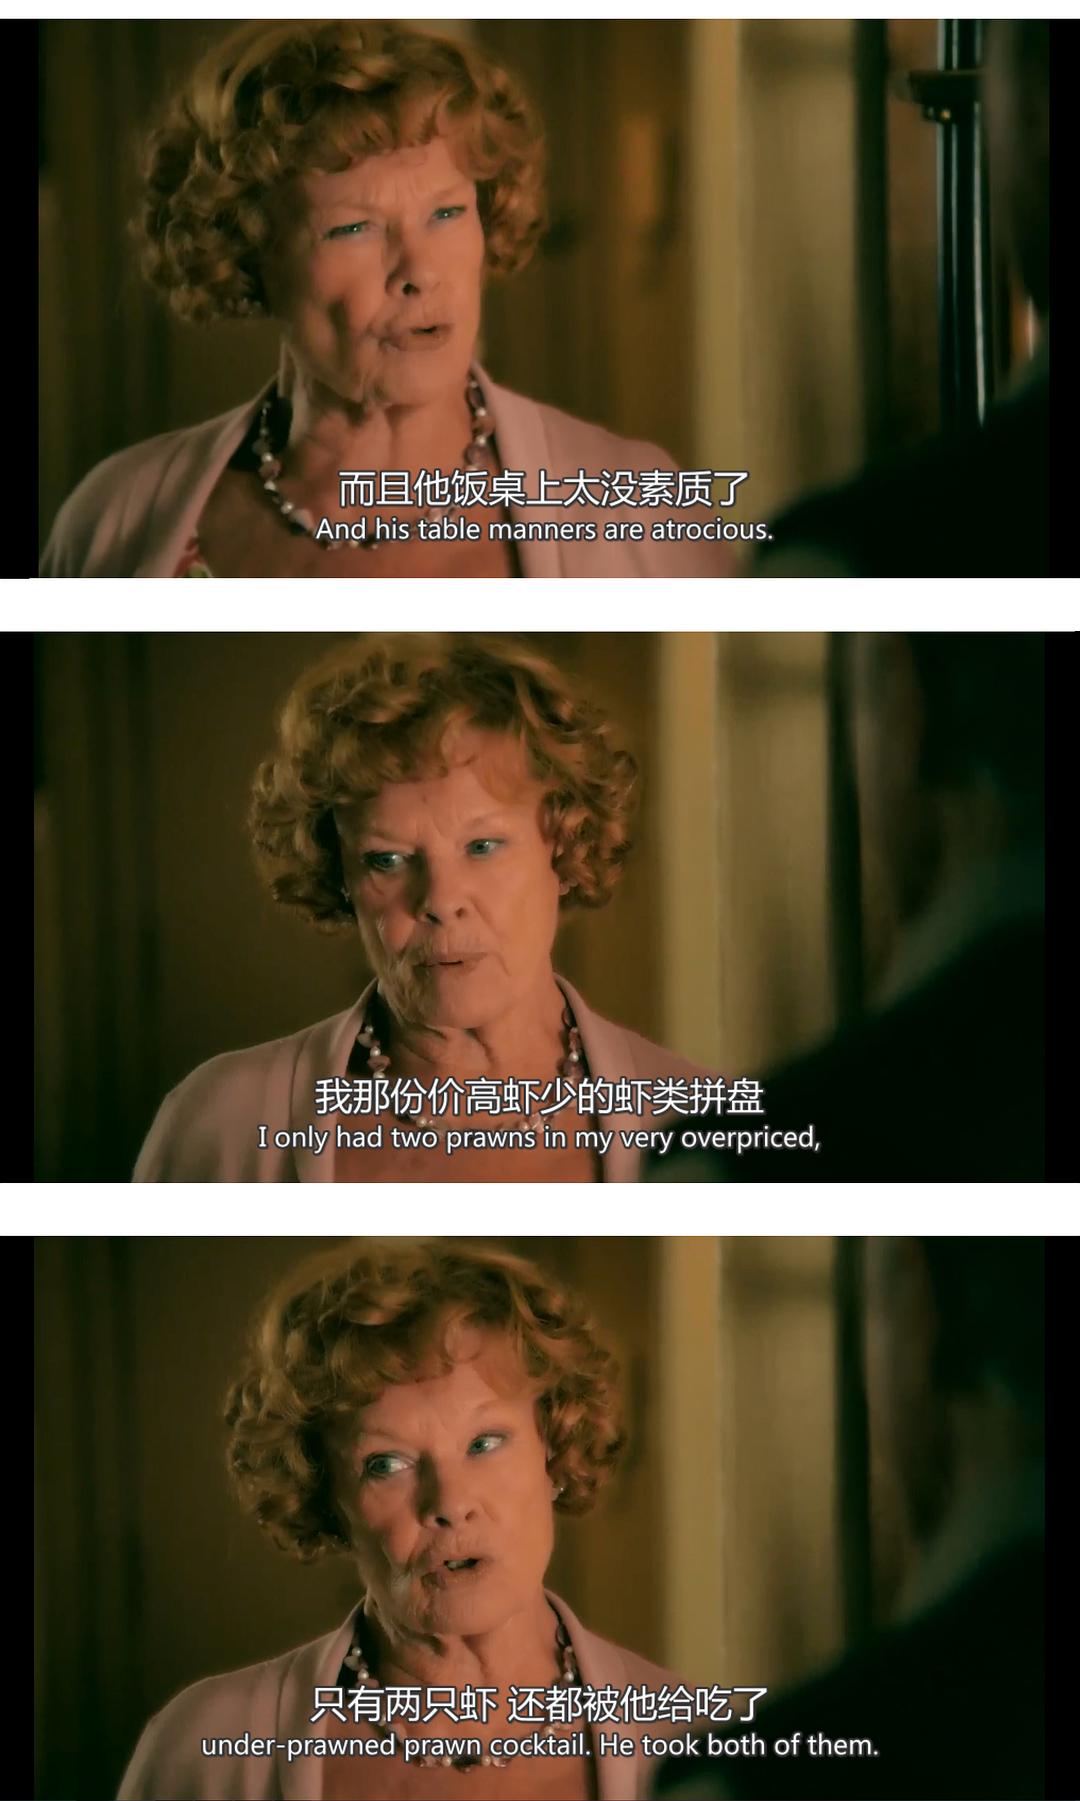 而且他饭桌上太没素质了
And his table manners are atrocious.
我那份价高虾少的虾类拼盘
I only had two prawns in my very overpriced,
只有两只虾 还都被他给吃了
under-prawned prawn cocktail. He took both of them.